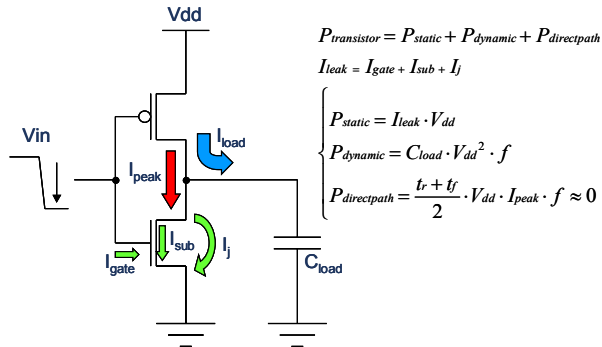 Vdd
Vin
Iload
Ipeak
Isub
Igate
Ij
Cload
Ptransistor = Pstatic + Pdynamic + Pdirectpath
Ileak = Igate + Isub + Ij
Pstatic = Ileak · Vdd
Pdynamic = Cload · Vdd² · f
Pdirectpath = (tr + tf)/2 · Vdd · Ipeak · f ≈ 0